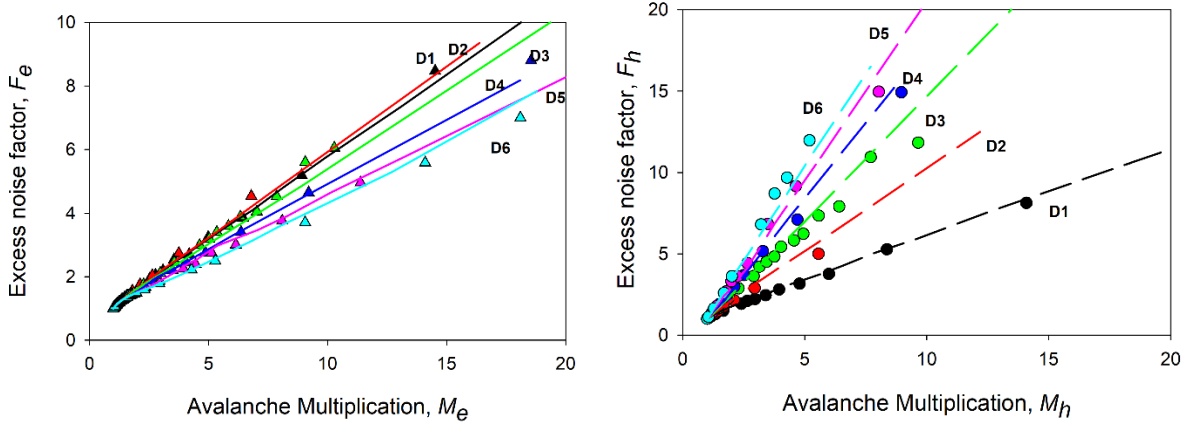 10
8
6
4
2
0
Excess noise factor, Fe
D1
D2
D3
D4
D5
D6
0 5 10 15 20
Avalanche Multiplication, Me
20
15
10
5
0
Excess noise factor, Fh
D5
D4
D6
D3
D2
D1
0 5 10 15 20
Avalanche Multiplication, Mh